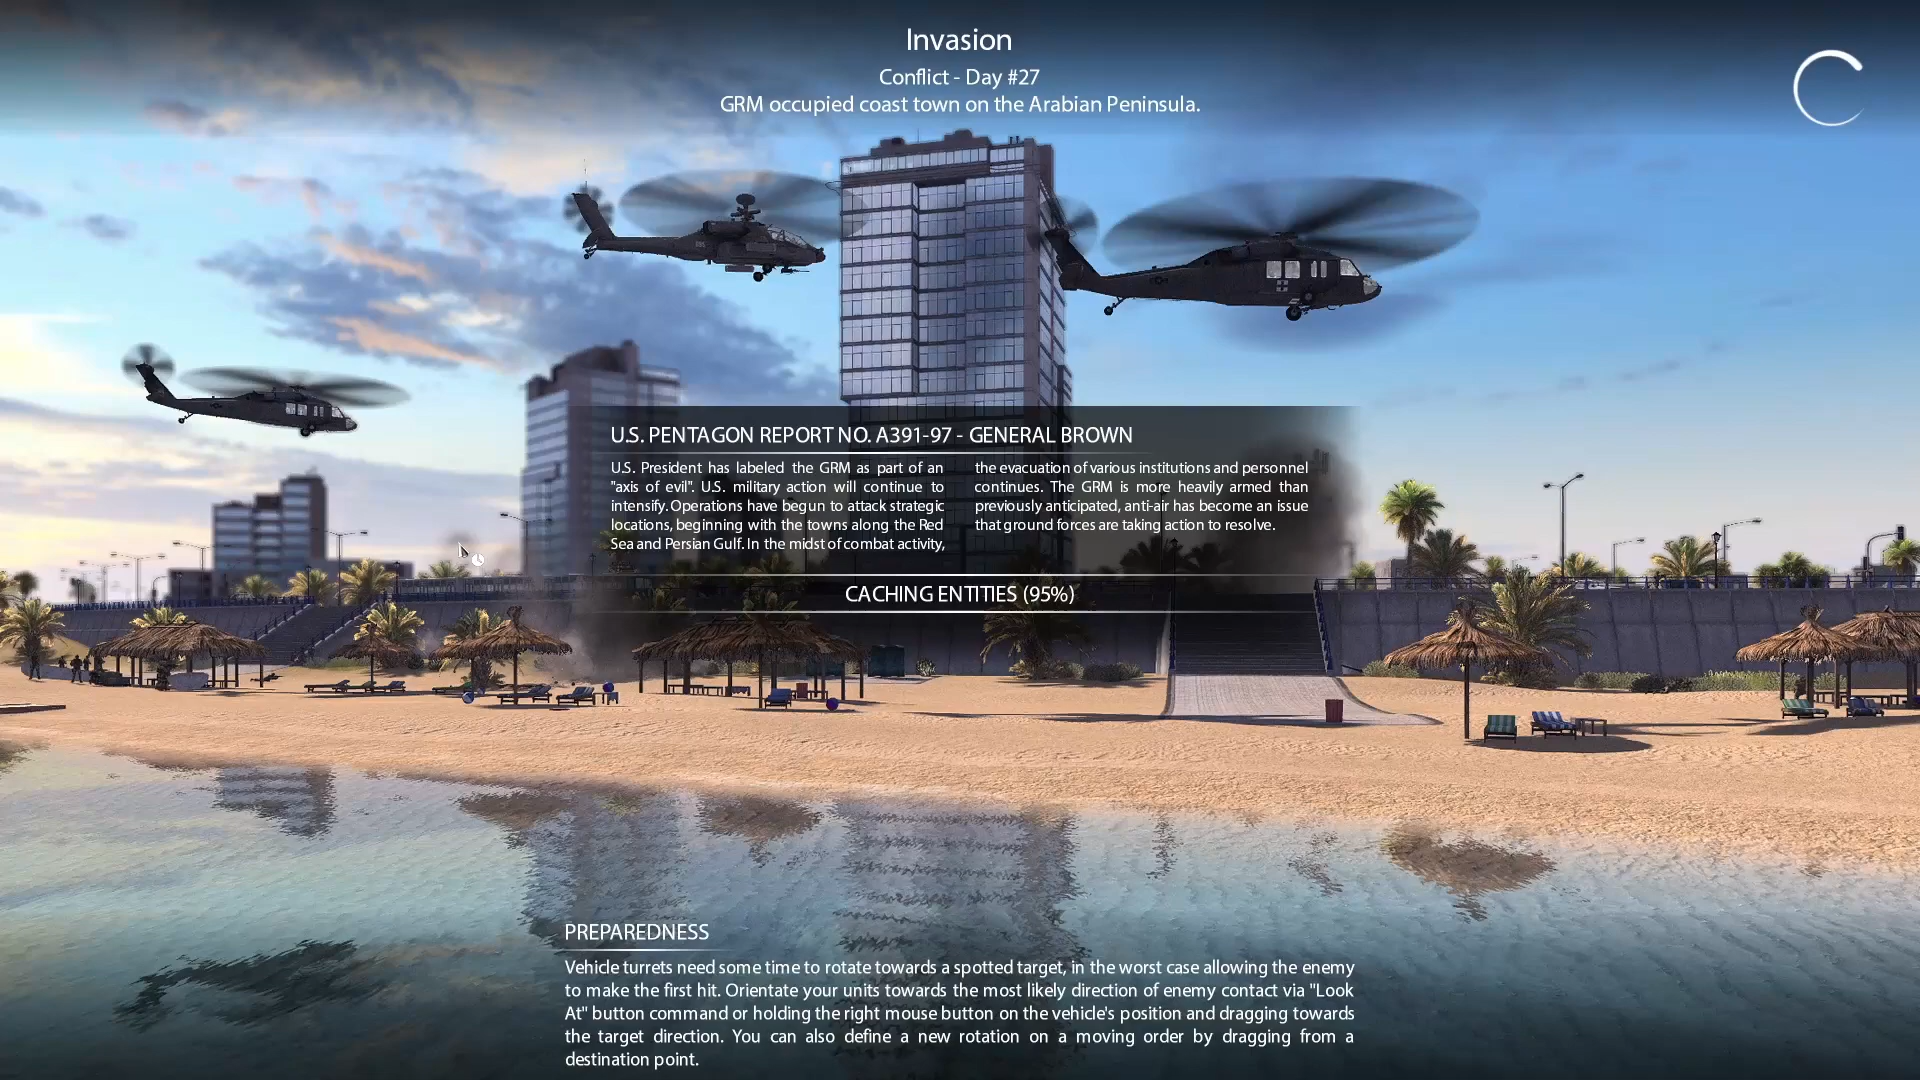 Invasion
Conflict - Day #27
GRM occupied coast town on the Arabian Peninsula.
U.S. PENTAGON REPORT NO. A391-97 - GENERAL BROWN
U.S. President has labeled the GRM as part of an
"axis of evil". U.S. military action will continue to
intensify. Operations have begun to attack strategic
locations, beginning with the towns along the Red
Sea and Persian Gulf. In the midst of combat activity,
the evacuation of various institutions and personnel
continues. The GRM is more heavily armed than
previously anticipated, anti-air has become an issue
that ground forces are taking action to resolve.
CACHING ENTITIES (95%)
PREPAREDNESS
Vehicle turrets need some time to rotate towards a spotted target, in the worst case allowing the enemy
to make the first hit. Orientate your units towards the most likely direction of enemy contact via "Look
At" button command or holding the right mouse button on the vehicle's position and dragging towards
the target direction. You can also define a new rotation on a moving order by dragging from a
destination point.